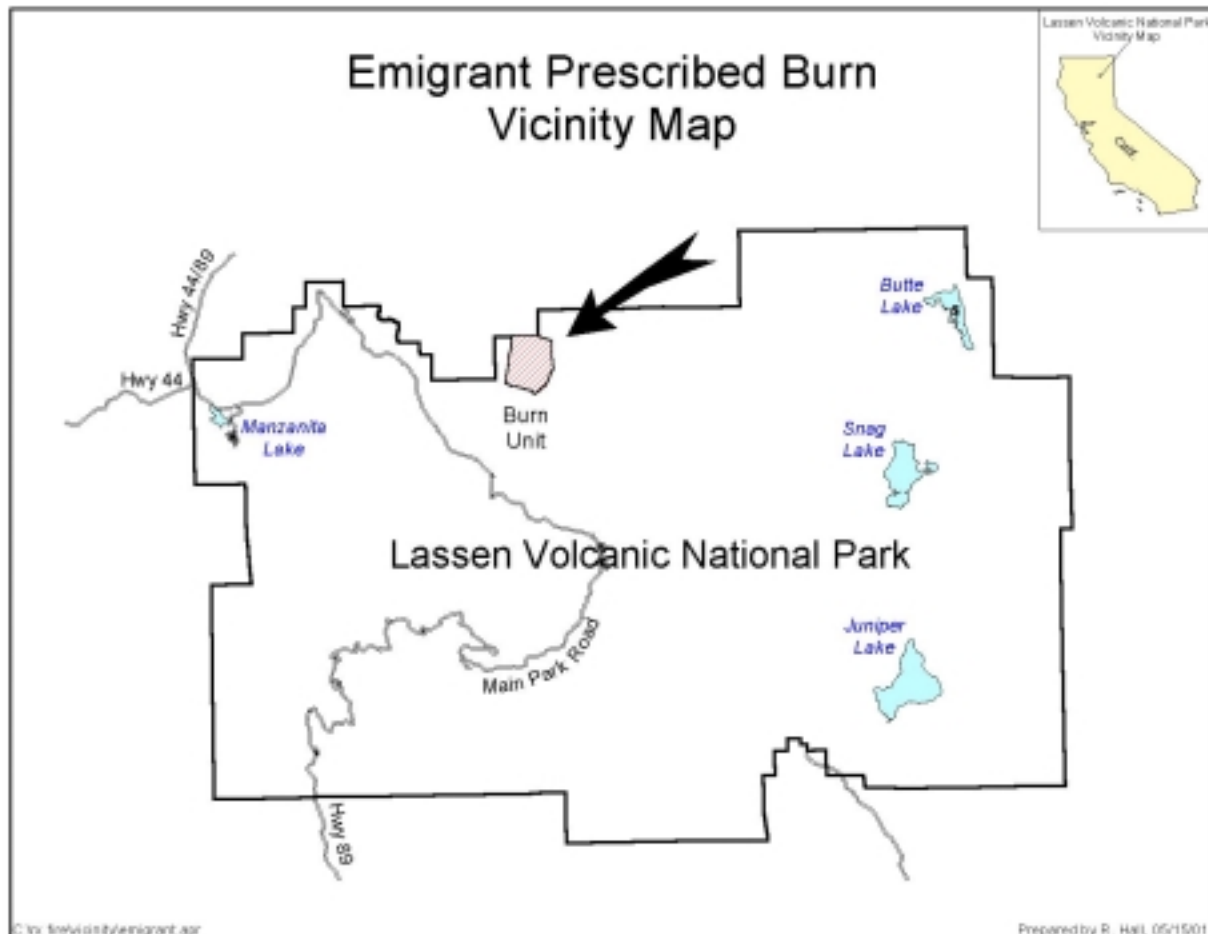 Lassen Volcanic National Park
Vicinity Map
Calif.
Emigrant Prescribed Burn
Vicinity Map
Hwy 44/89
Hwy 44
Manzanita
Lake
Burn
Unit
Butte
Lake
Snag
Lake
Lassen Volcanic National Park
Juniper
Lake
Main Park Road
Hwy 89
Prepared by R. Hall, 05/15/01